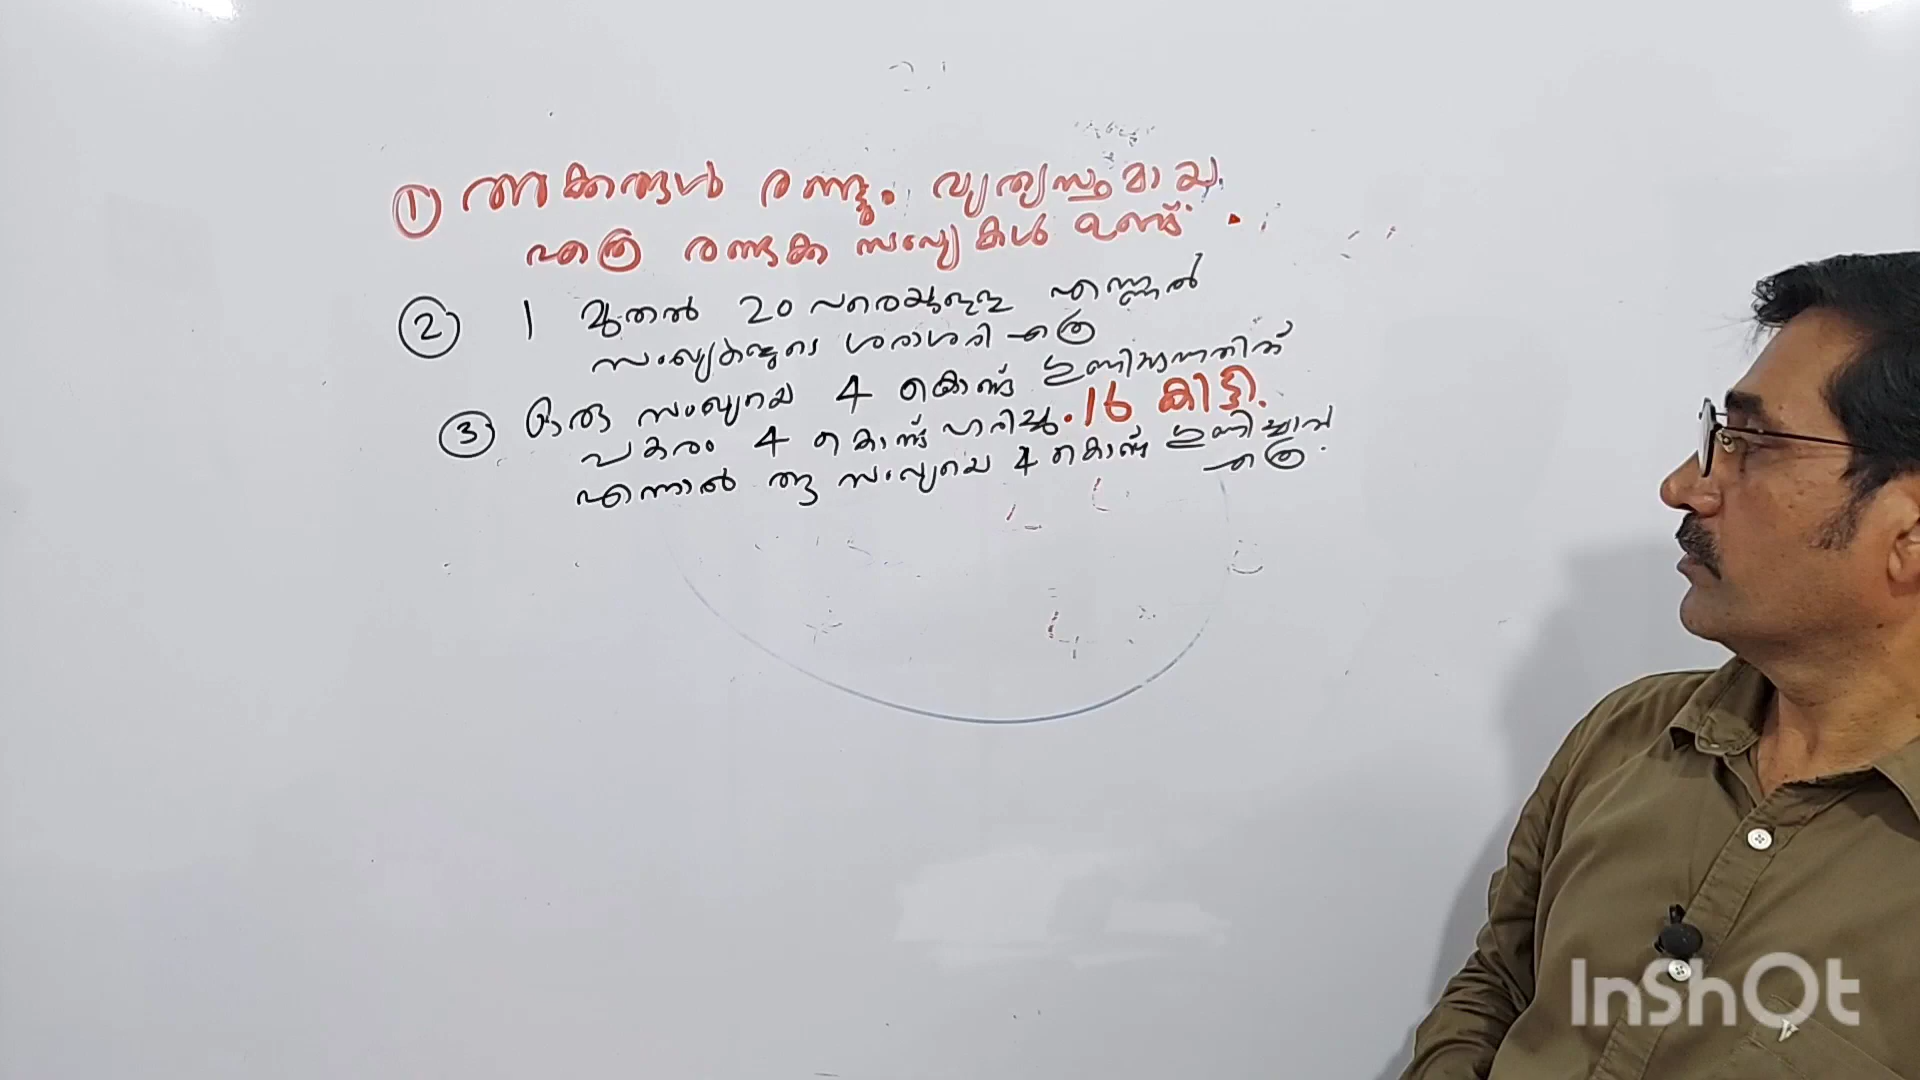 ① അക്കങ്ങൾ രണ്ടും വ്യത്യസ്തമായ
എത്ര രണ്ടക്ക സംഖ്യകൾ ഉണ്ട്
② 1 മുതൽ 20 വരെയുള്ള എണ്ണൽ
സംഖ്യകളുടെ ശരാശരി എത്ര
③ ഒരു സംഖ്യയെ 4 കൊണ്ട് ഗുണിക്കുന്നതിന്
പകരം 4 കൊണ്ട് ഹരിച്ചു. 16 കിട്ടി.
എന്നാൽ ആ സംഖ്യയെ 4 കൊണ്ട് ഗുണിച്ചാൽ
എത്ര.
InShOt